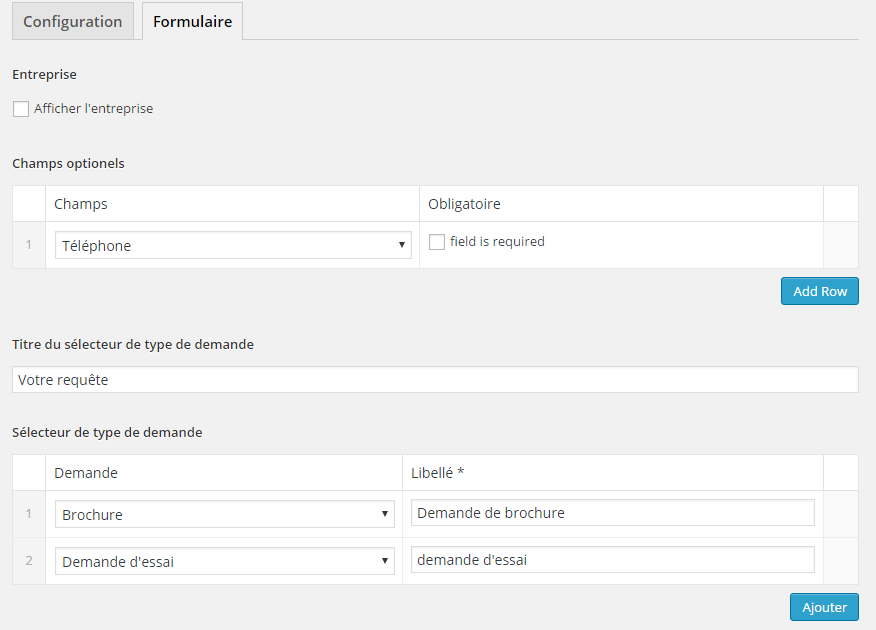 Configuration Formulaire
Entreprise
Afficher l'entreprise
Champs optionels
Champs Obligatoire
1 Téléphone field is required
Add Row
Titre du sélecteur de type de demande
Votre requête
Sélecteur de type de demande
Demande Libellé *
1 Brochure Demande de brochure
2 Demande d'essai demande d'essai
Ajouter